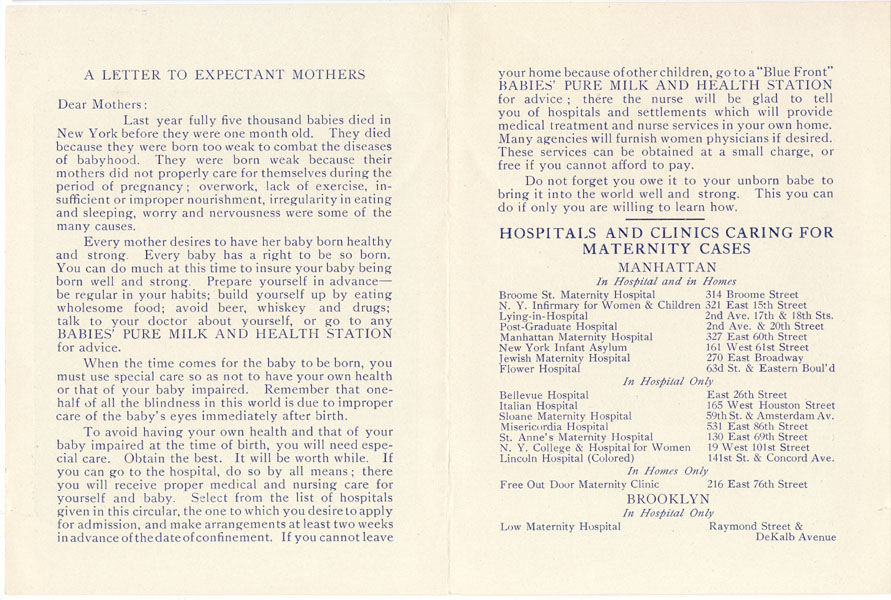 A LETTER TO EXPECTANT MOTHERS
Dear Mothers:
Last year fully five thousand babies died in
New York before they were one month old. They died
because they were born too weak to combat the diseases
of babyhood. They were born weak because their
mothers did not properly care for themselves during the
period of pregnancy; overwork, lack of exercise, in-
sufficient or improper nourishment, irregularity in eating
and sleeping, worry and nervousness were some of the
many causes.
Every mother desires to have her baby born healthy
and strong. Every baby has a right to be so born.
You can do much at this time to insure your baby being
born well and strong. Prepare yourself in advance—
be regular in your habits; build yourself up by eating
wholesome food; avoid beer, whiskey and drugs;
talk to your doctor about yourself, or go to any
BABIES' PURE MILK AND HEALTH STATION
for advice.
When the time comes for the baby to be born, you
must use special care so as not to have your own health
or that of your baby impaired. Remember that one-
half of all the blindness in this world is due to improper
care of the baby's eyes immediately after birth.
To avoid having your own health and that of your
baby impaired at the time of birth, you will need espe-
cial care. Obtain the best. It will be worth while. If
you can go to the hospital, do so by all means; there
you will receive proper medical and nursing care for
yourself and baby. Select from the list of hospitals
given in this circular, the one to which you desire to apply
for admission, and make arrangements at least two weeks
in advance of the date of confinement. If you cannot leave
your home because of other children, go to a "Blue Front"
BABIES' PURE MILK AND HEALTH STATION
for advice; there the nurse will be glad to tell
you of hospitals and settlements which will provide
medical treatment and nurse services in your own home.
Many agencies will furnish women physicians if desired.
These services can be obtained at a small charge, or
free if you cannot afford to pay.
Do not forget you owe it to your unborn babe to
bring it into the world well and strong. This you can
do if only you are willing to learn how.
HOSPITALS AND CLINICS CARING FOR
MATERNITY CASES
MANHATTAN
In Hospital and in Homes
Broome St. Maternity Hospital 314 Broome Street
N. Y. Infirmary for Women & Children 321 East 15th Street
Lying-in-Hospital 2nd Ave. 17th & 18th Sts.
Post-Graduate Hospital 2nd Ave. & 20th Street
Manhattan Maternity Hospital 327 East 60th Street
New York Infant Asylum 161 West 61st Street
Jewish Maternity Hospital 270 East Broadway
Flower Hospital 63d St. & Eastern Boul'd
In Hospital Only
Bellevue Hospital East 26th Street
Italian Hospital 165 West Houston Street
Sloane Maternity Hospital 59th St. & Amsterdam Av.
Misericordia Hospital 531 East 86th Street
St. Anne's Maternity Hospital 130 East 69th Street
N. Y. College & Hospital for Women 19 West 101st Street
Lincoln Hospital (Colored) 141st St. & Concord Ave.
In Homes Only
Free Out Door Maternity Clinic 216 East 76th Street
BROOKLYN
In Hospital Only
Low Maternity Hospital Raymond Street &
DeKalb Avenue